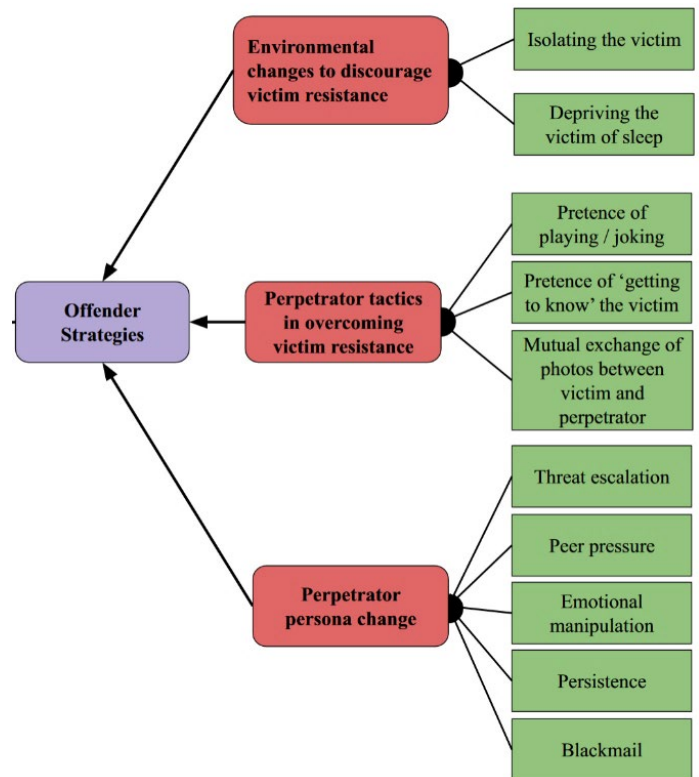 Environmental
changes to discourage
victim resistance
Isolating the victim
Depriving the
victim of sleep
Offender
Strategies
Perpetrator tactics
in overcoming
victim resistance
Pretence of
playing / joking
Pretence of ‘getting
to know’ the victim
Mutual exchange of
photos between
victim and
perpetrator
Perpetrator
persona change
Threat escalation
Peer pressure
Emotional
manipulation
Persistence
Blackmail